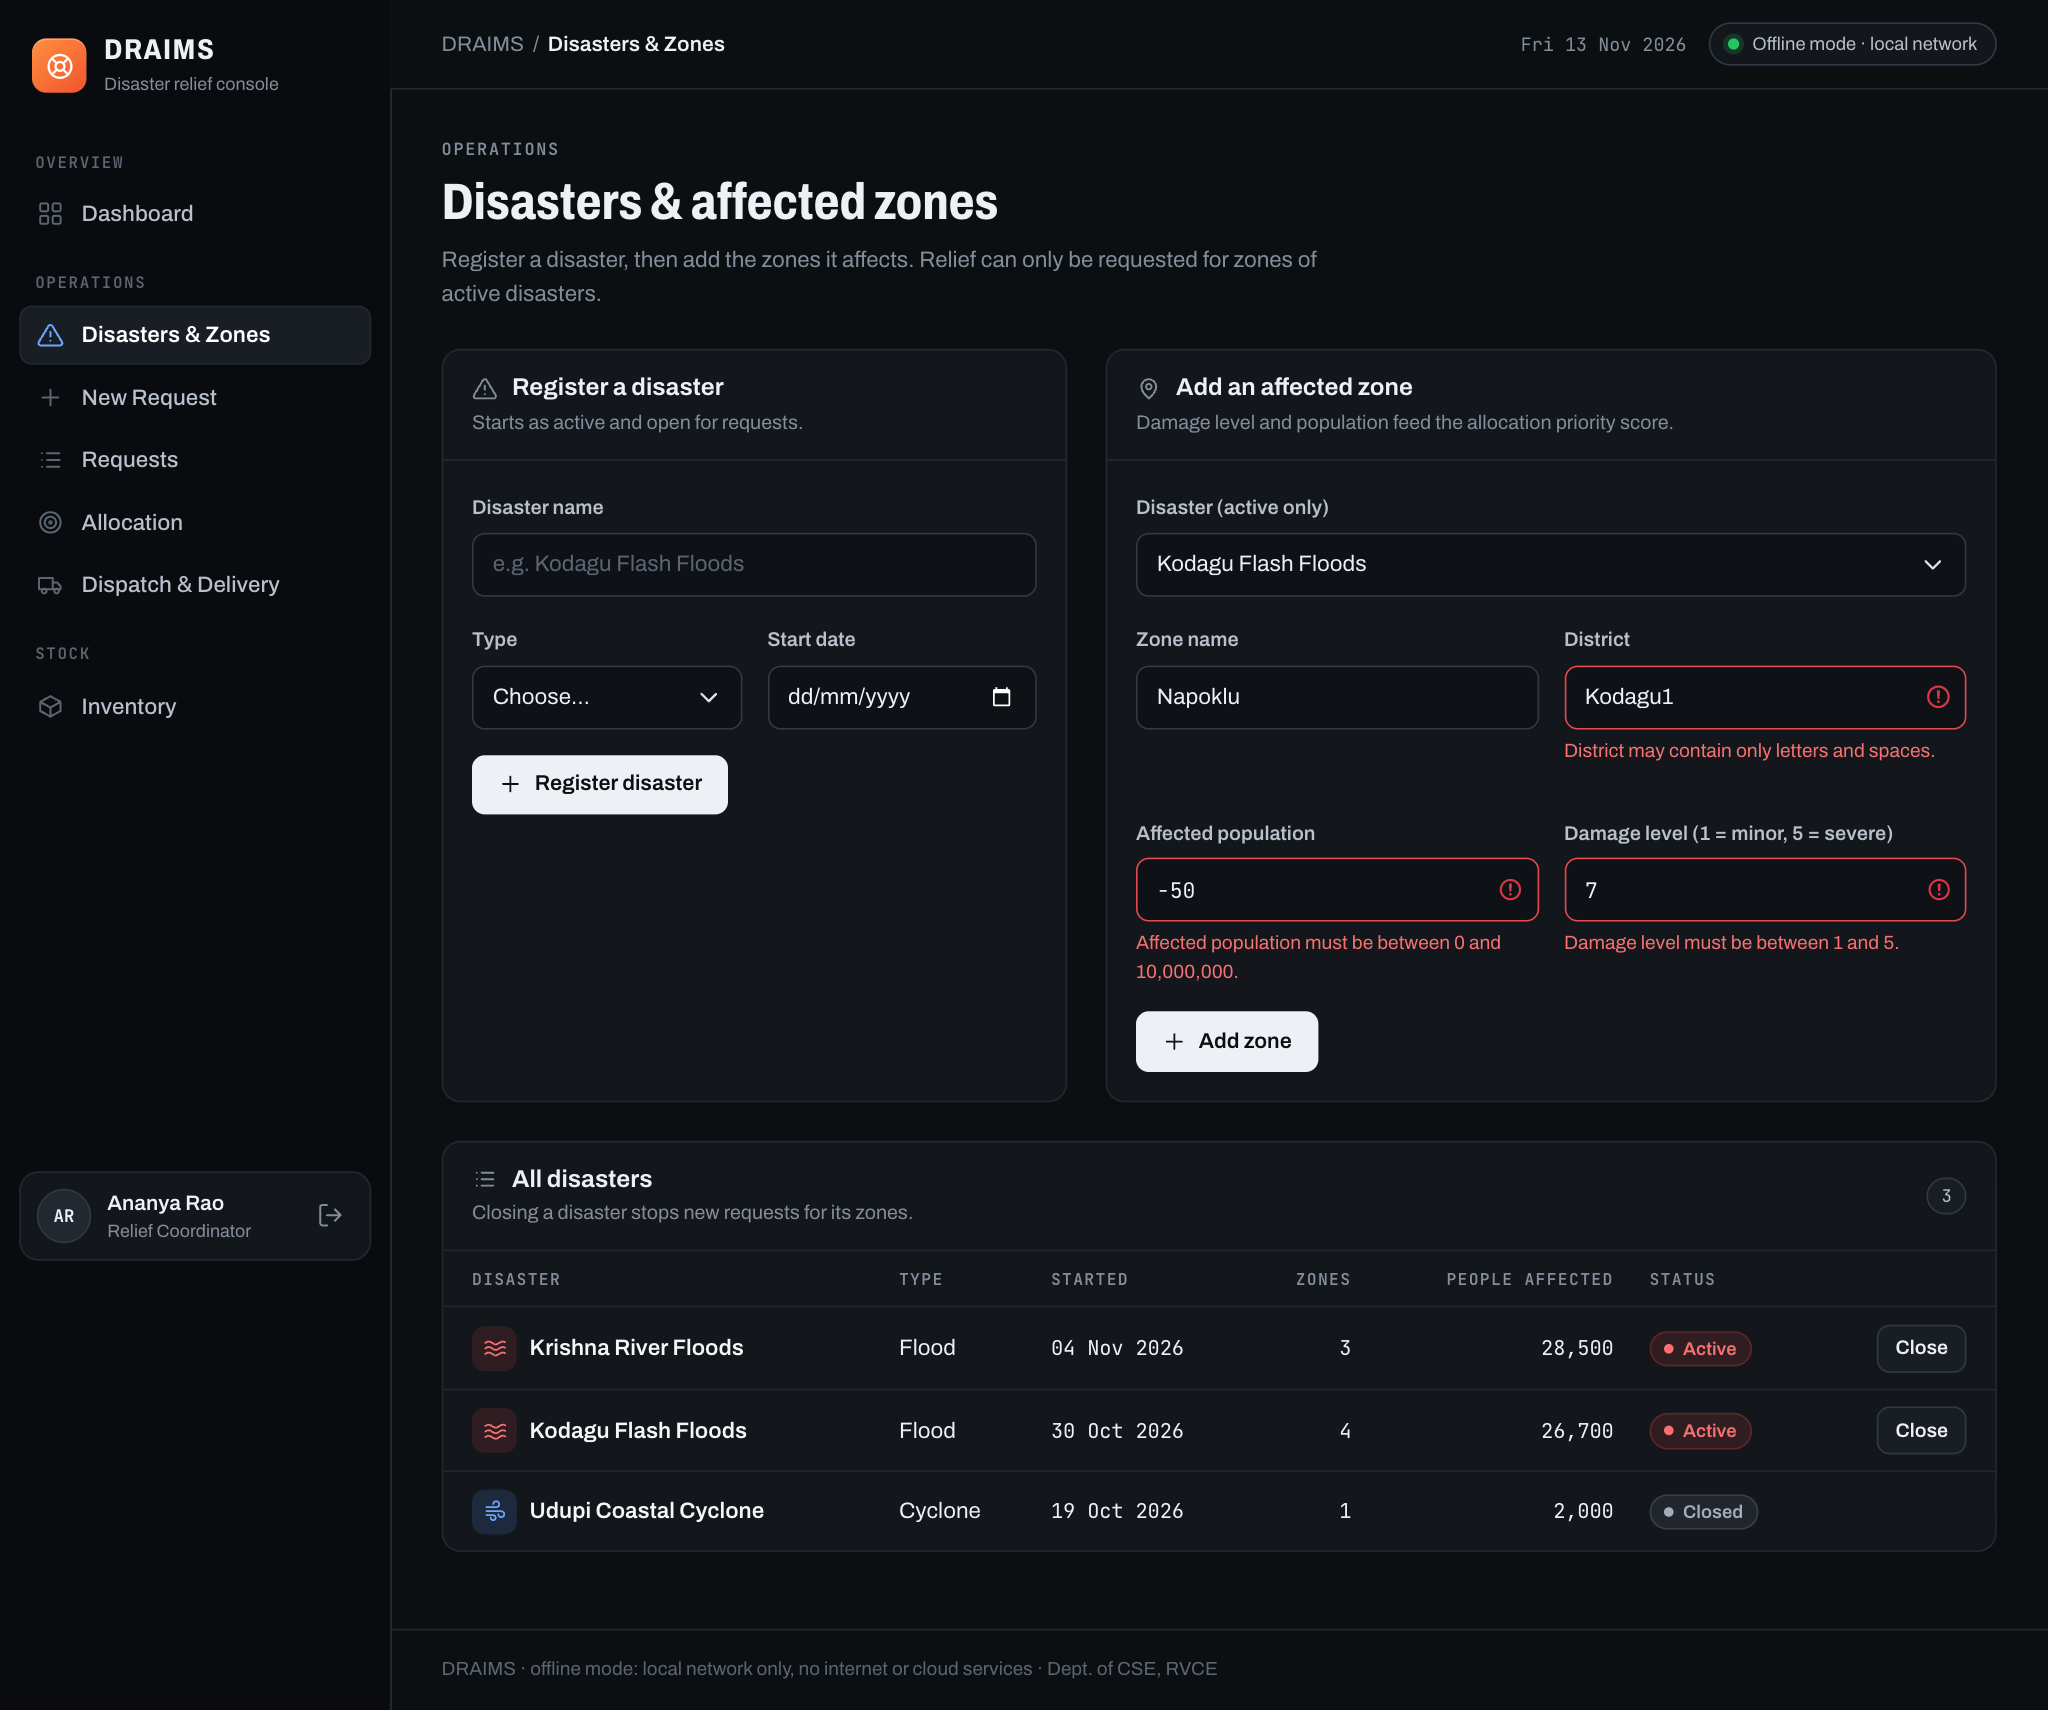 DRAIMS
Disaster relief console
OVERVIEW
Dashboard
OPERATIONS
Disasters & Zones
New Request
Requests
Allocation
Dispatch & Delivery
STOCK
Inventory
AR
Ananya Rao
Relief Coordinator
DRAIMS / Disasters & Zones
Fri 13 Nov 2026
Offline mode · local network
OPERATIONS
Disasters & affected zones
Register a disaster, then add the zones it affects. Relief can only be requested for zones of
active disasters.
Register a disaster
Starts as active and open for requests.
Disaster name
e.g. Kodagu Flash Floods
Type
Start date
Choose...
dd/mm/yyyy
Register disaster
Add an affected zone
Damage level and population feed the allocation priority score.
Disaster (active only)
Kodagu Flash Floods
Zone name
District
Napoklu
Kodagu1
District may contain only letters and spaces.
Affected population
Damage level (1 = minor, 5 = severe)
-50
7
Affected population must be between 0 and
10,000,000.
Damage level must be between 1 and 5.
Add zone
All disasters
Closing a disaster stops new requests for its zones.
3
DISASTER TYPE STARTED ZONES PEOPLE AFFECTED STATUS
Krishna River Floods Flood 04 Nov 2026 3 28,500 Active Close
Kodagu Flash Floods Flood 30 Oct 2026 4 26,700 Active Close
Udupi Coastal Cyclone Cyclone 19 Oct 2026 1 2,000 Closed
DRAIMS · offline mode: local network only, no internet or cloud services · Dept. of CSE, RVCE